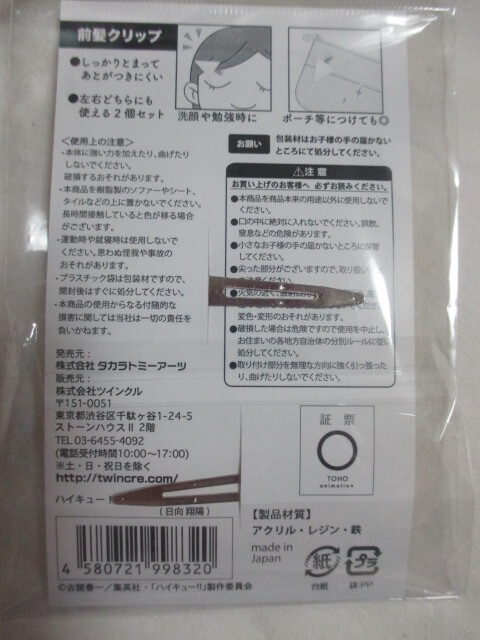 前髪クリップ
●しっかりとまって
あとがつきにくい
●左右どちらにも
使える2個セット
洗顔や勉強時に
ポーチ等につけても◎
＜使用上の注意＞
・本体に強い力を加えたり、曲げたり
しないでください。
破損するおそれがあります。
・本商品を樹脂製のソファーやシート、
タイルなどの上に置かないでください。
長時間接触していると色が移る場合
がございます。
・運動時や就寝時は使用しないで
ください。思わぬ怪我や事故の
おそれがあります。
・プラスチック袋は包装材ですので、
開封後はすぐに処分してください。
・本商品の使用からなる付随的な
損害に関しては当社は一切の責任を
負いかねます。
お願い
包装材はお子様の手の届かない
ところにて処分してください。
⚠注意
お買い上げのお客様へ 必ずお読みください。
●本商品を商品本来の用途以外に使用しないで
ください。
●口の中に絶対に入れないでください。誤飲、
窒息などの危険があります。
●小さなお子様の手の届かないところに保管
してください。
●尖った部分がございますので、取り扱い
●火気の近く、
変色・変形のおそれがあります。
●破損した場合は危険ですので使用を中止し、
お住まいの各地方自治体の分別ルールに従い
処分してください。
●取り付け部分を無理な方向に強く引っ張った
り、曲げたりしないでください。
発売元：
株式会社 タカラトミーアーツ
販売元：
株式会社ツインクル
〒151-0051
東京都渋谷区千駄ヶ谷1-24-5
ストーンハウスⅡ 2階
TEL 03-6455-4092
(電話受付時間10:00〜17:00)
※土・日・祝日を除く
http://twincre.com/
ハイキュー!
(日向 翔陽)
4 580721 998320
©古舘春一／集英社・「ハイキュー!!」製作委員会
証票
TOHO
animation
【製品材質】
アクリル・レジン・鉄
made in
Japan
紙
台紙
プラ
袋:PP